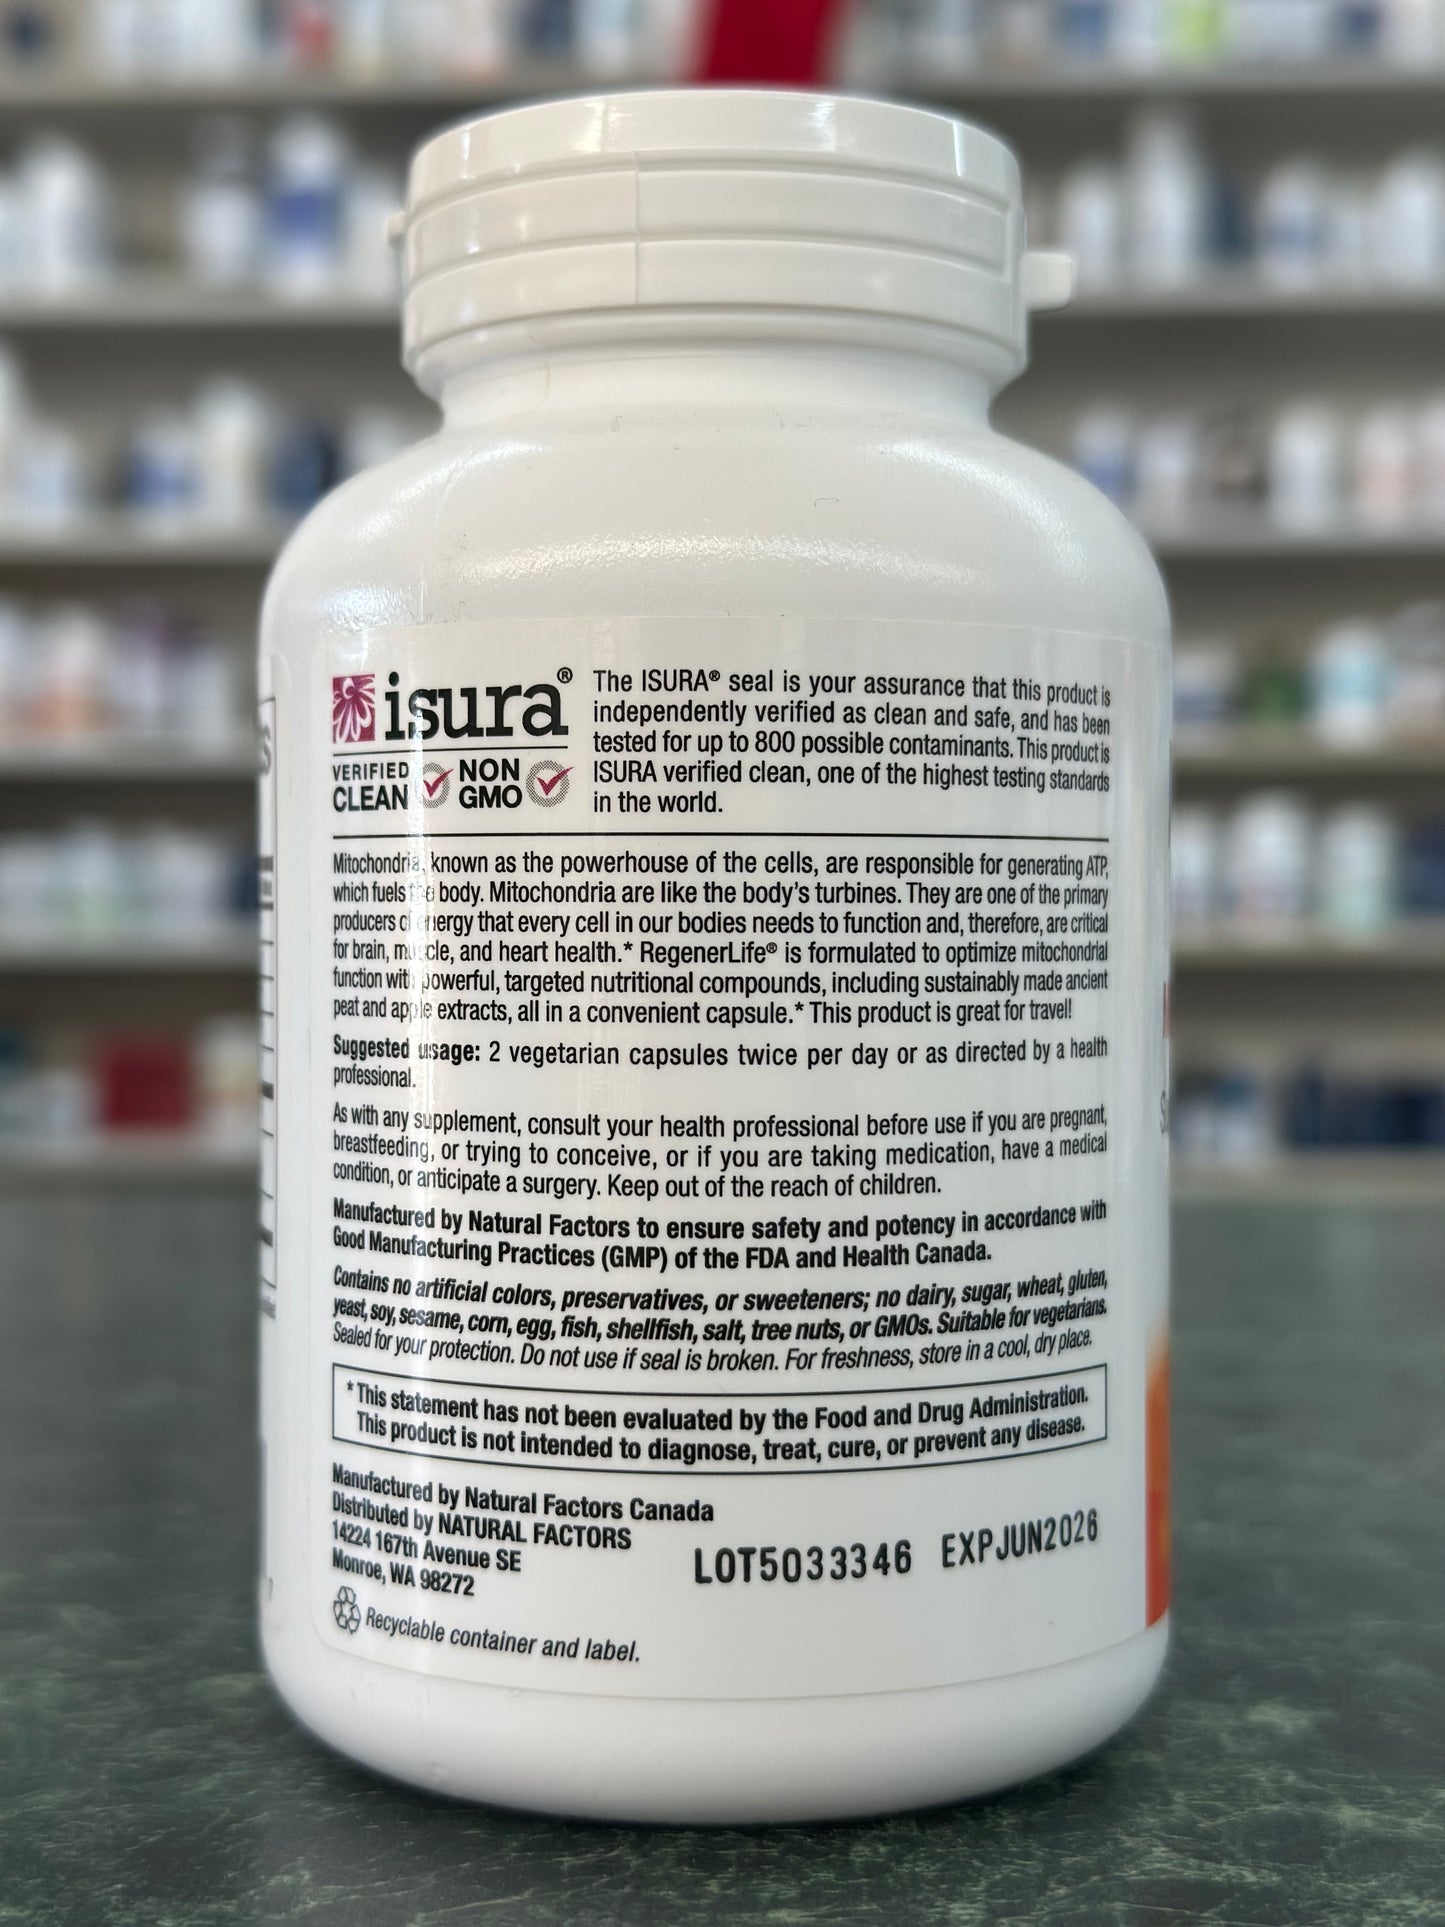 isura®
VERIFIED
CLEAN
NON
GMO
The ISURA® seal is your assurance that this product is
independently verified as clean and safe, and has been
tested for up to 800 possible contaminants. This product is
ISURA verified clean, one of the highest testing standards
in the world.
Mitochondria, known as the powerhouse of the cells, are responsible for generating ATP,
which fuels the body. Mitochondria are like the body's turbines. They are one of the primary
producers of energy that every cell in our bodies needs to function and, therefore, are critical
for brain, muscle, and heart health.* RegenerLife® is formulated to optimize mitochondrial
function with powerful, targeted nutritional compounds, including sustainably made ancient
peat and apple extracts, all in a convenient capsule.* This product is great for travel!
Suggested usage: 2 vegetarian capsules twice per day or as directed by a health
professional.
As with any supplement, consult your health professional before use if you are pregnant,
breastfeeding, or trying to conceive, or if you are taking medication, have a medical
condition, or anticipate a surgery. Keep out of the reach of children.
Manufactured by Natural Factors to ensure safety and potency in accordance with
Good Manufacturing Practices (GMP) of the FDA and Health Canada.
Contains no artificial colors, preservatives, or sweeteners; no dairy, sugar, wheat, gluten,
yeast, soy, sesame, corn, egg, fish, shellfish, salt, tree nuts, or GMOs. Suitable for vegetarians.
Sealed for your protection. Do not use if seal is broken. For freshness, store in a cool, dry place.
* This statement has not been evaluated by the Food and Drug Administration.
This product is not intended to diagnose, treat, cure, or prevent any disease.
Manufactured by Natural Factors Canada
Distributed by NATURAL FACTORS
14224 167th Avenue SE
Monroe, WA 98272
LOT5033346 EXPJUN2026
Recyclable container and label.